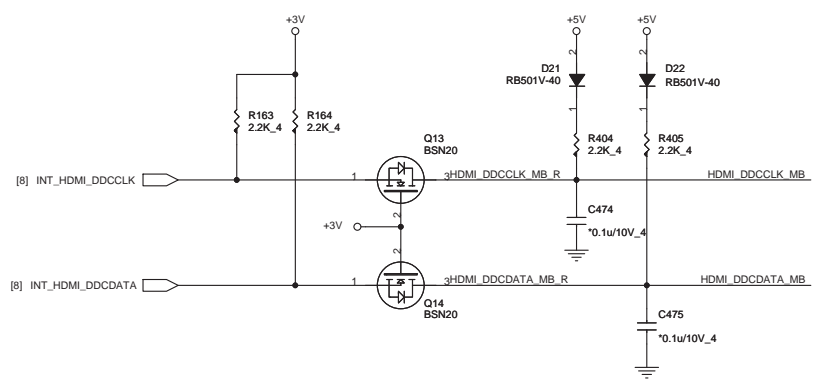 +3V
+5V
+5V
2
2
D21
RB501V-40
D22
RB501V-40
1
1
R163
2.2K_4
R164
2.2K_4
R404
2.2K_4
R405
2.2K_4
Q13
BSN20
[8] INT_HDMI_DDCCLK
1
3
HDMI_DDCCLK_MB_R
HDMI_DDCCLK_MB
2
C474
*0.1u/10V_4
+3V
2
[8] INT_HDMI_DDCDATA
1
3
HDMI_DDCDATA_MB_R
HDMI_DDCDATA_MB
Q14
BSN20
C475
*0.1u/10V_4